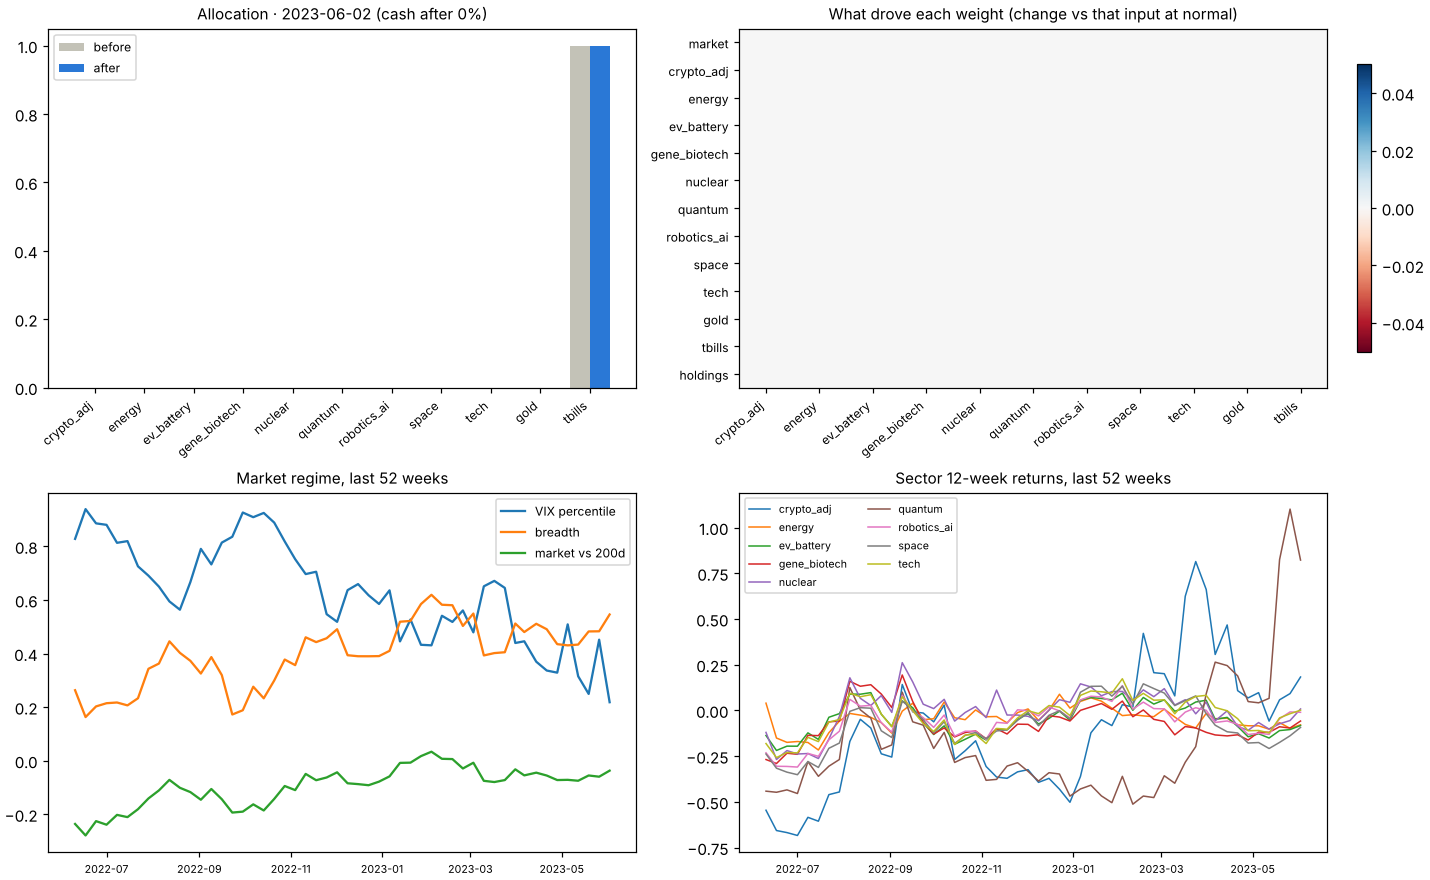 Allocation · 2023-06-02 (cash after 0%)
before
after
1.0
0.8
0.6
0.4
0.2
0.0
crypto_adj
energy
ev_battery
gene_biotech
nuclear
quantum
robotics_ai
space
tech
gold
tbills
What drove each weight (change vs that input at normal)
market
crypto_adj
energy
ev_battery
gene_biotech
nuclear
quantum
robotics_ai
space
tech
gold
tbills
holdings
crypto_adj
energy
ev_battery
gene_biotech
nuclear
quantum
robotics_ai
space
tech
gold
tbills
0.04
0.02
0.00
−0.02
−0.04
Market regime, last 52 weeks
VIX percentile
breadth
market vs 200d
0.8
0.6
0.4
0.2
0.0
−0.2
2022-07
2022-09
2022-11
2023-01
2023-03
2023-05
Sector 12-week returns, last 52 weeks
crypto_adj
energy
ev_battery
gene_biotech
nuclear
quantum
robotics_ai
space
tech
1.00
0.75
0.50
0.25
0.00
−0.25
−0.50
−0.75
2022-07
2022-09
2022-11
2023-01
2023-03
2023-05